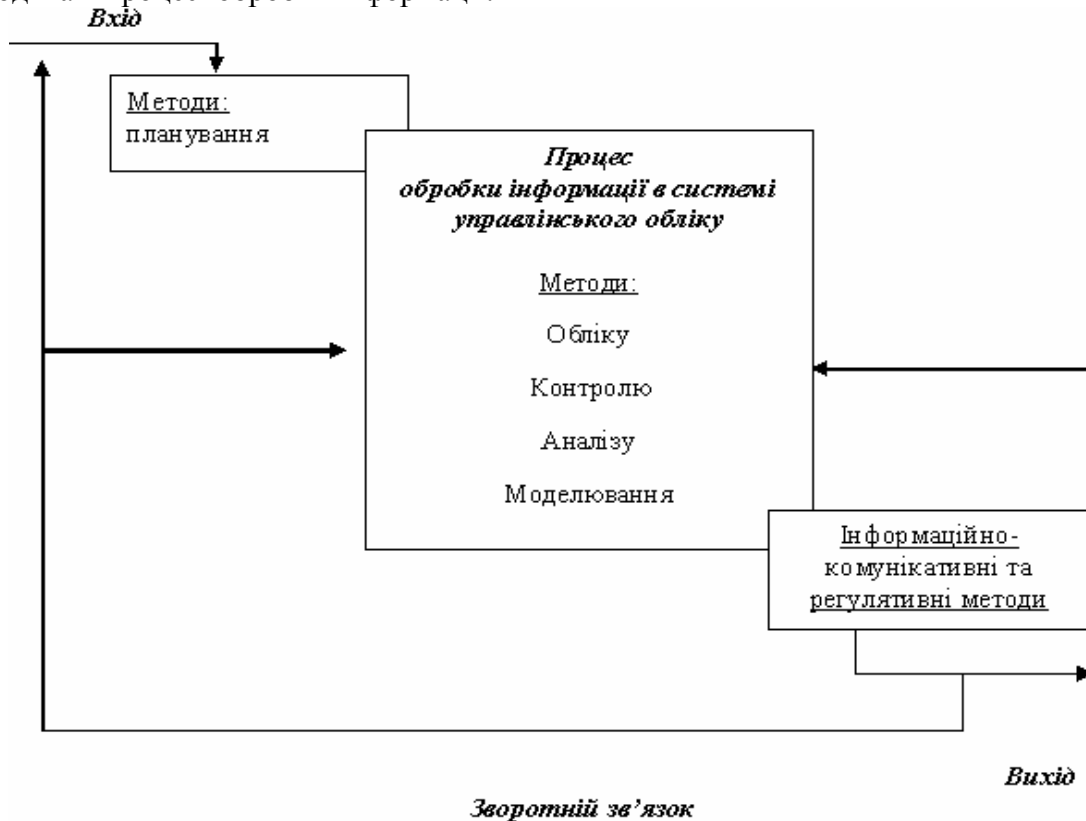 Вхід
Методи:
планування
Процес
обробки інформації в системі
управлінського обліку
Методи:
Обліку
Контролю
Аналізу
Моделювання
Інформаційно-
комунікативні та
регулятивні методи
Вихід
Зворотній зв’язок